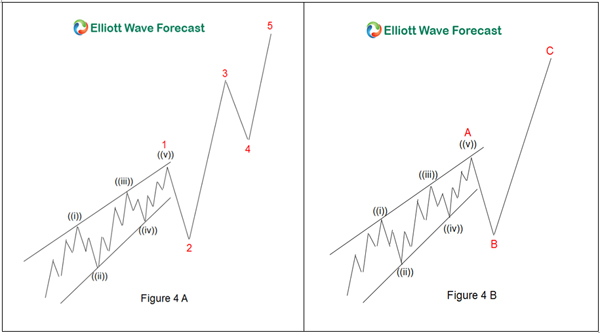 Elliott Wave Forecast
5
3
1
((v))
4
((iii))
((i))
((iv))
2
((ii))
Figure 4 A
Elliott Wave Forecast
C
A
((v))
((iii))
((i))
((iv))
B
((ii))
Figure 4 B